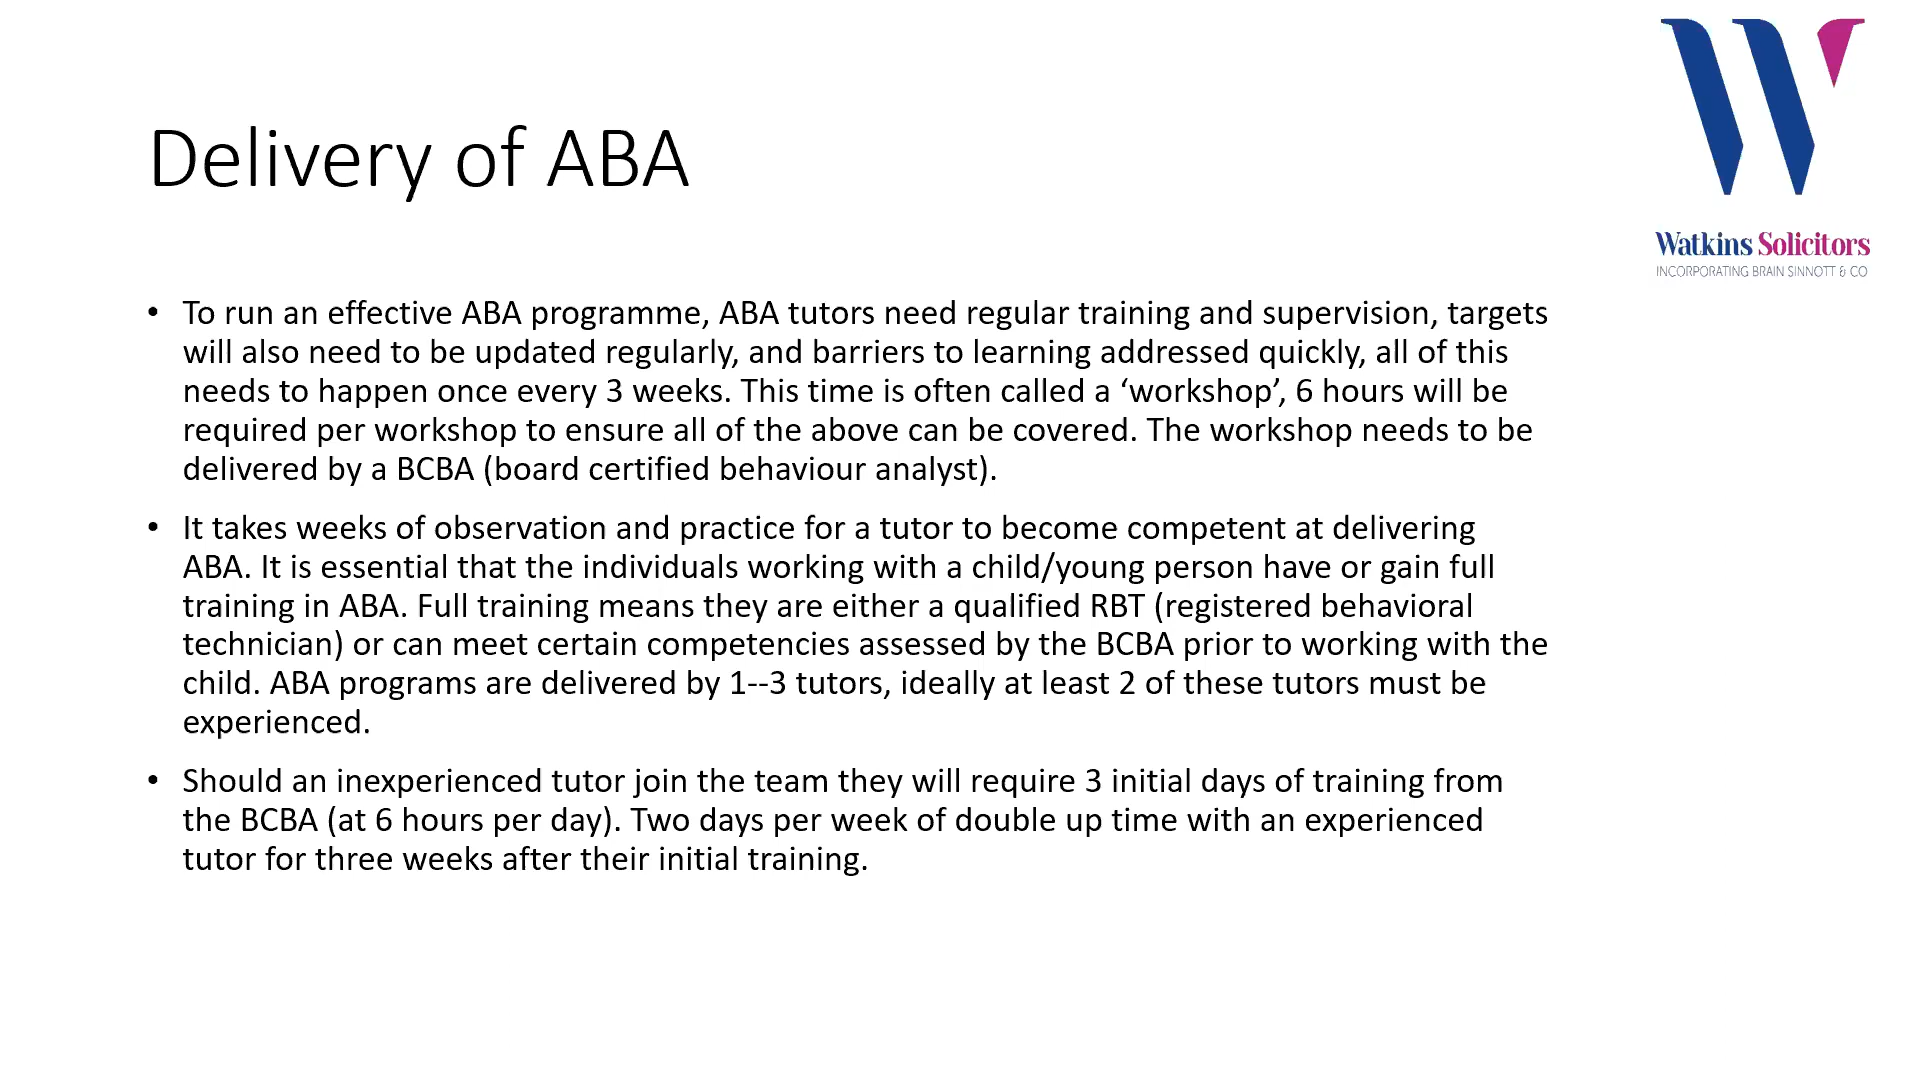 Delivery of ABA
Watkins Solicitors
INCORPORATING BRAIN SINNOTT & CO
• To run an effective ABA programme, ABA tutors need regular training and supervision, targets
will also need to be updated regularly, and barriers to learning addressed quickly, all of this
needs to happen once every 3 weeks. This time is often called a ‘workshop’, 6 hours will be
required per workshop to ensure all of the above can be covered. The workshop needs to be
delivered by a BCBA (board certified behaviour analyst).
• It takes weeks of observation and practice for a tutor to become competent at delivering
ABA. It is essential that the individuals working with a child/young person have or gain full
training in ABA. Full training means they are either a qualified RBT (registered behavioral
technician) or can meet certain competencies assessed by the BCBA prior to working with the
child. ABA programs are delivered by 1--3 tutors, ideally at least 2 of these tutors must be
experienced.
• Should an inexperienced tutor join the team they will require 3 initial days of training from
the BCBA (at 6 hours per day). Two days per week of double up time with an experienced
tutor for three weeks after their initial training.